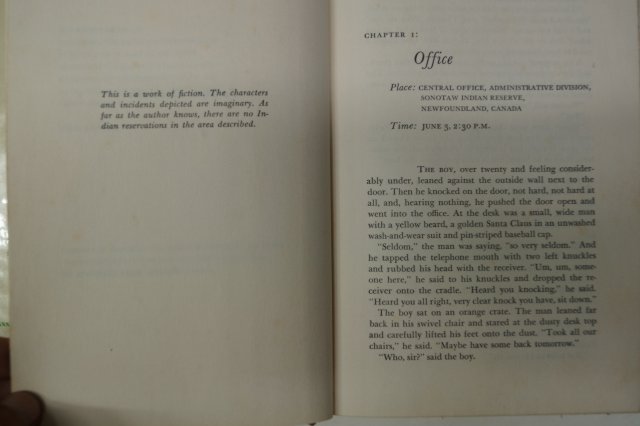 This is a work of fiction. The characters
and incidents depicted are imaginary. As
far as the author knows, there are no In-
dian reservations in the area described.
CHAPTER 1:
Office
Place: CENTRAL OFFICE, ADMINISTRATIVE DIVISION,
SONOTAW INDIAN RESERVE,
NEWFOUNDLAND, CANADA
Time: JUNE 5, 2:30 P.M.
THE BOY, over twenty and feeling consider-
ably under, leaned against the outside wall next to the
door. Then he knocked on the door, not hard, not hard at
all, and, hearing nothing, he pushed the door open and
went into the office. At the desk was a small, wide man
with a yellow beard, a golden Santa Claus in an unwashed
wash-and-wear suit and pin-striped baseball cap.
"Seldom," the man was saying, "so very seldom." And
he tapped the telephone mouth with two left knuckles
and rubbed his head with the receiver. "Um, um, some-
one here," he said to his knuckles and dropped the re-
ceiver onto the cradle. "Heard you knocking," he said.
"Heard you all right, very clear knock you have, sit down."
The boy sat on an orange crate. The man leaned far
back in his swivel chair and stared at the dusty desk top
and carefully lifted his feet onto the dust. "Took all our
chairs," he said. "Maybe have some back tomorrow."
"Who, sir?" said the boy.